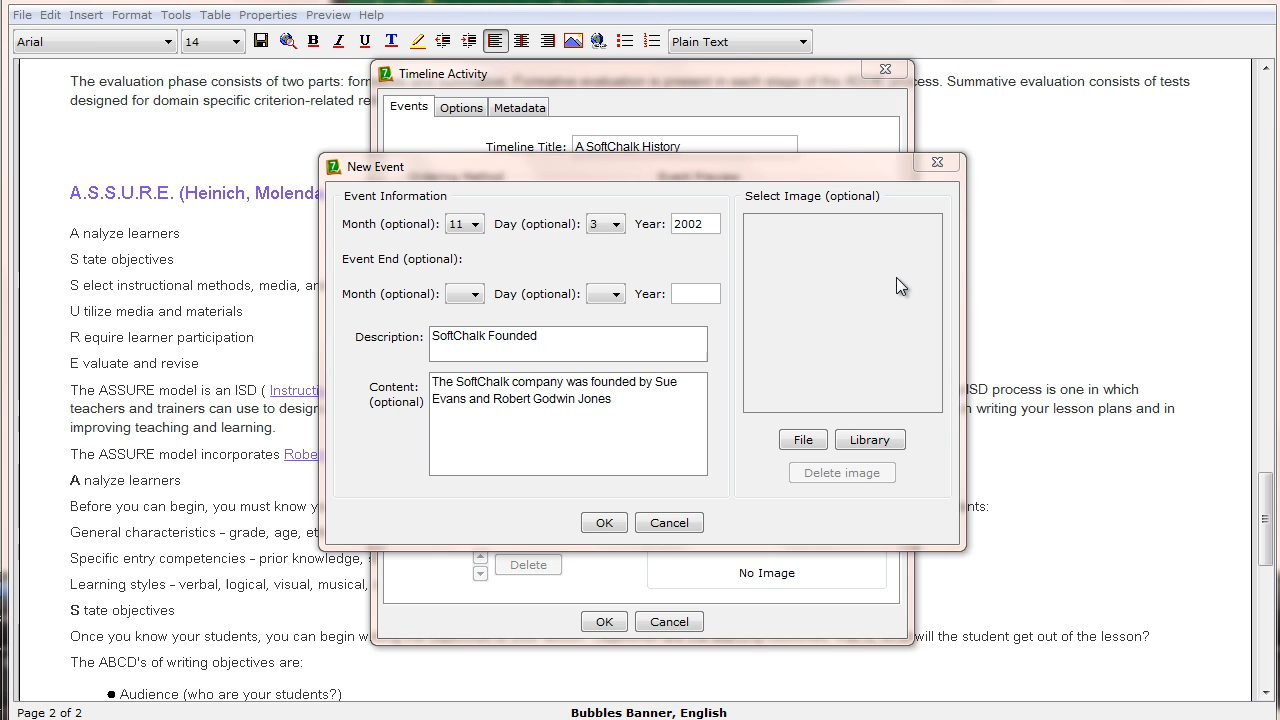 File Edit Insert Format Tools Table Properties Preview Help
Arial 14 B I U T Plain Text
The evaluation phase consists of two parts: process. Summative evaluation consists of tests
designed for domain specific criterion-related
Timeline Activity
Events Options Metadata
Timeline Title: A SoftChalk History
New Event
A.S.S.U.R.E. (Heinich, Molenda
A nalyze learners
S tate objectives
S elect instructional methods, media,
U tilize media and materials
R equire learner participation
E valuate and revise
The ASSURE model is an ISD ( Instructi ISD process is one in which
teachers and trainers can use to design writing your lesson plans and in
improving teaching and learning.
The ASSURE model incorporates Robe
A nalyze learners
Before you can begin, you must know
General characteristics - grade, age,
Specific entry competencies - prior knowledge,
Learning styles - verbal, logical, visual, musical,
S tate objectives
Once you know your students, you can begin will the student get out of the lesson?
The ABCD's of writing objectives are:
● Audience (who are your students?)
Event Information
Month (optional): 11 Day (optional): 3 Year: 2002
Event End (optional):
Month (optional): Day (optional): Year:
Description: SoftChalk Founded
Content:
(optional)
The SoftChalk company was founded by Sue
Evans and Robert Godwin Jones
Select Image (optional)
File Library
Delete image
OK Cancel
Delete
No Image
OK Cancel
Page 2 of 2 Bubbles Banner, English